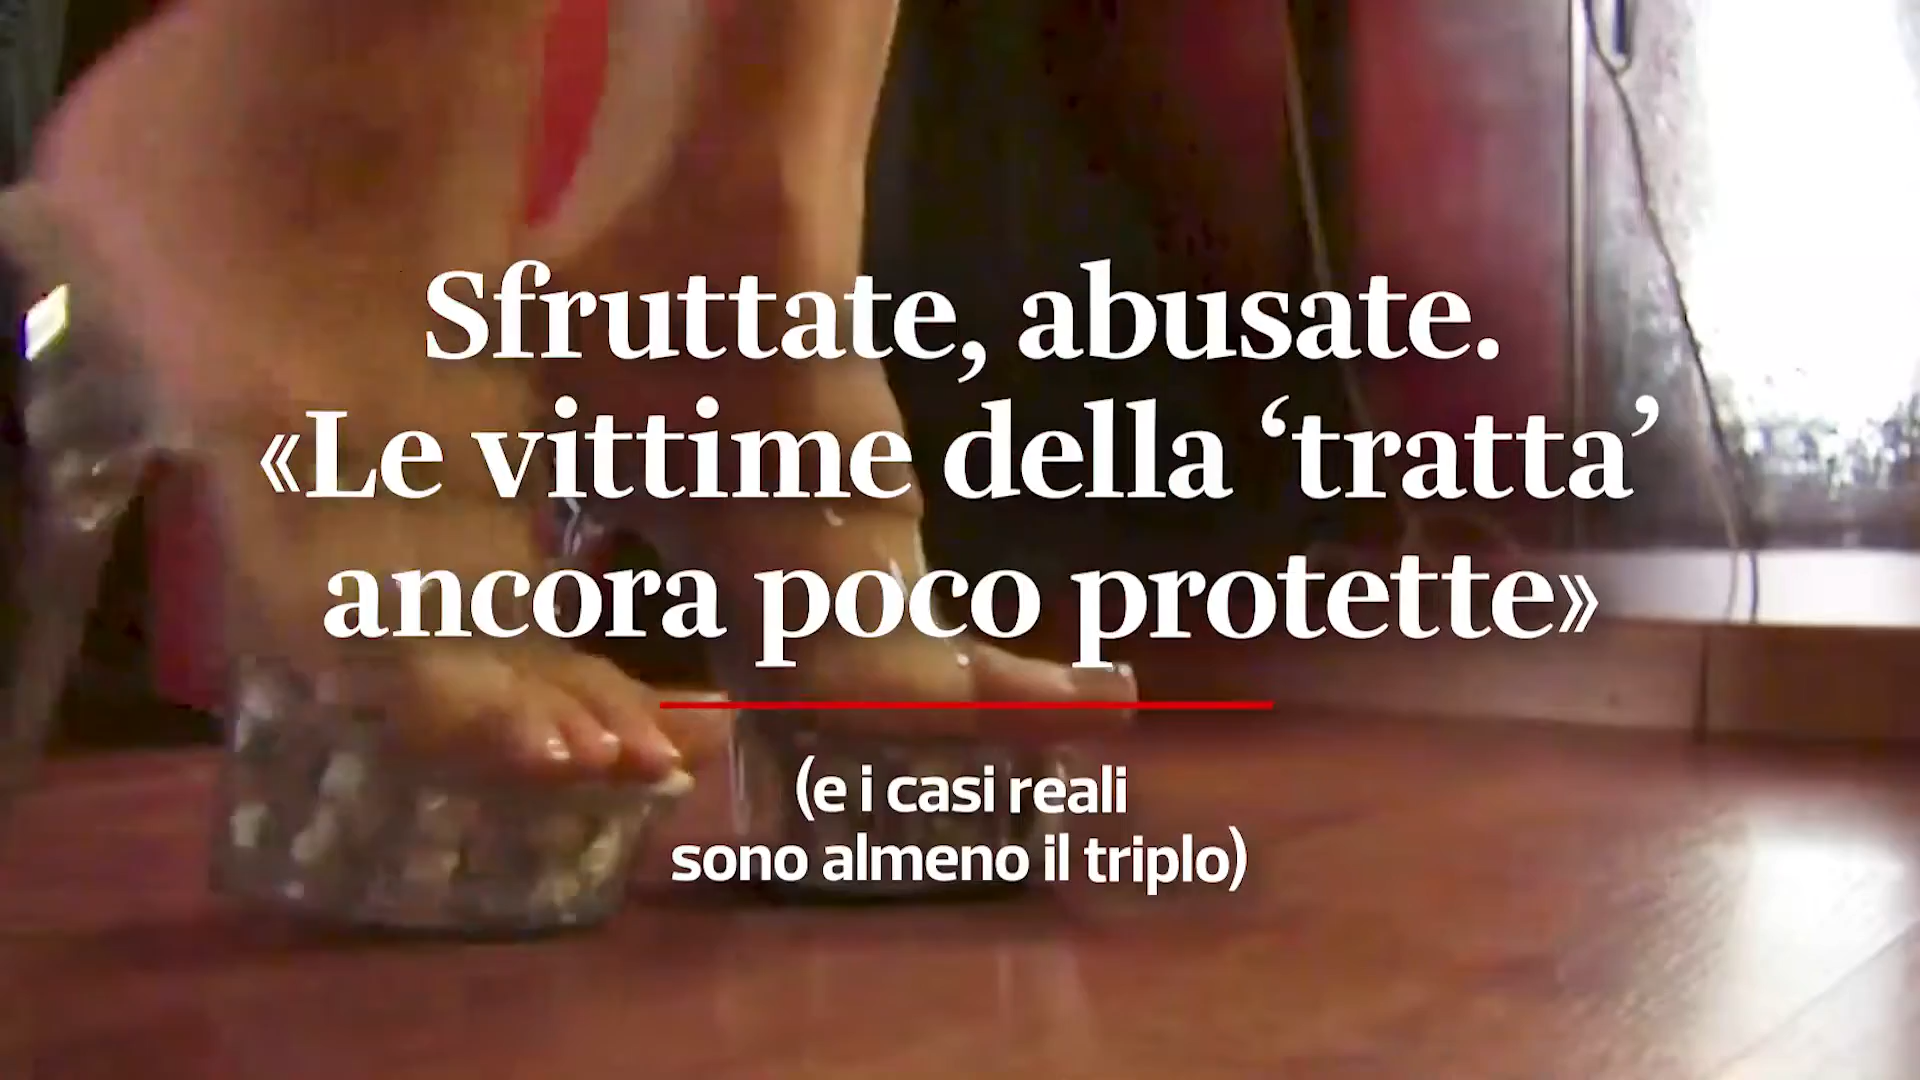 Sfruttate, abusate.
«Le vittime della ‘tratta’
ancora poco protette»
(e i casi reali
sono almeno il triplo)